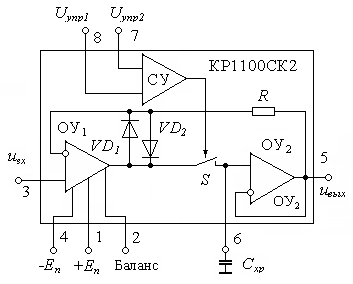 Uупр1 Uупр2
8 7
КР1100СК2
СУ
R
ОУ1
VD1
VD2
ОУ2
uвх
3
S
5
ОУ2
uвых
4 1 2 6
-Eп +Eп Баланс Cхр